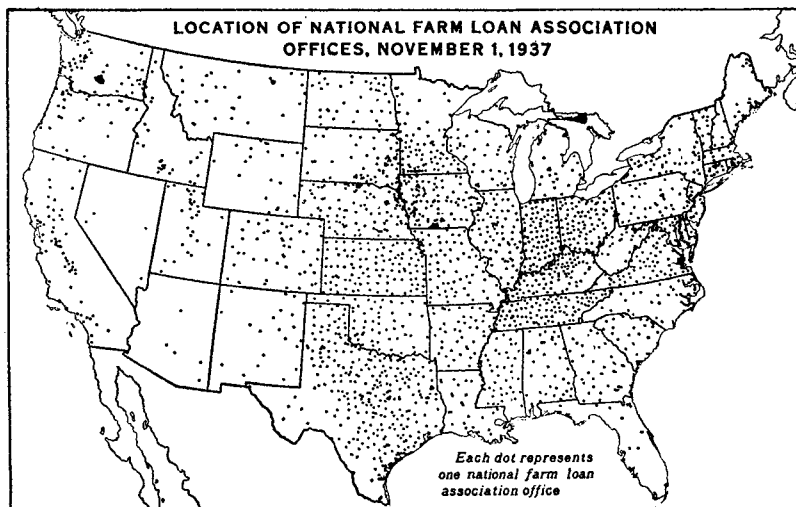 LOCATION OF NATIONAL FARM LOAN ASSOCIATION
OFFICES, NOVEMBER 1, 1937
Each dot represents
one national farm loan
association office